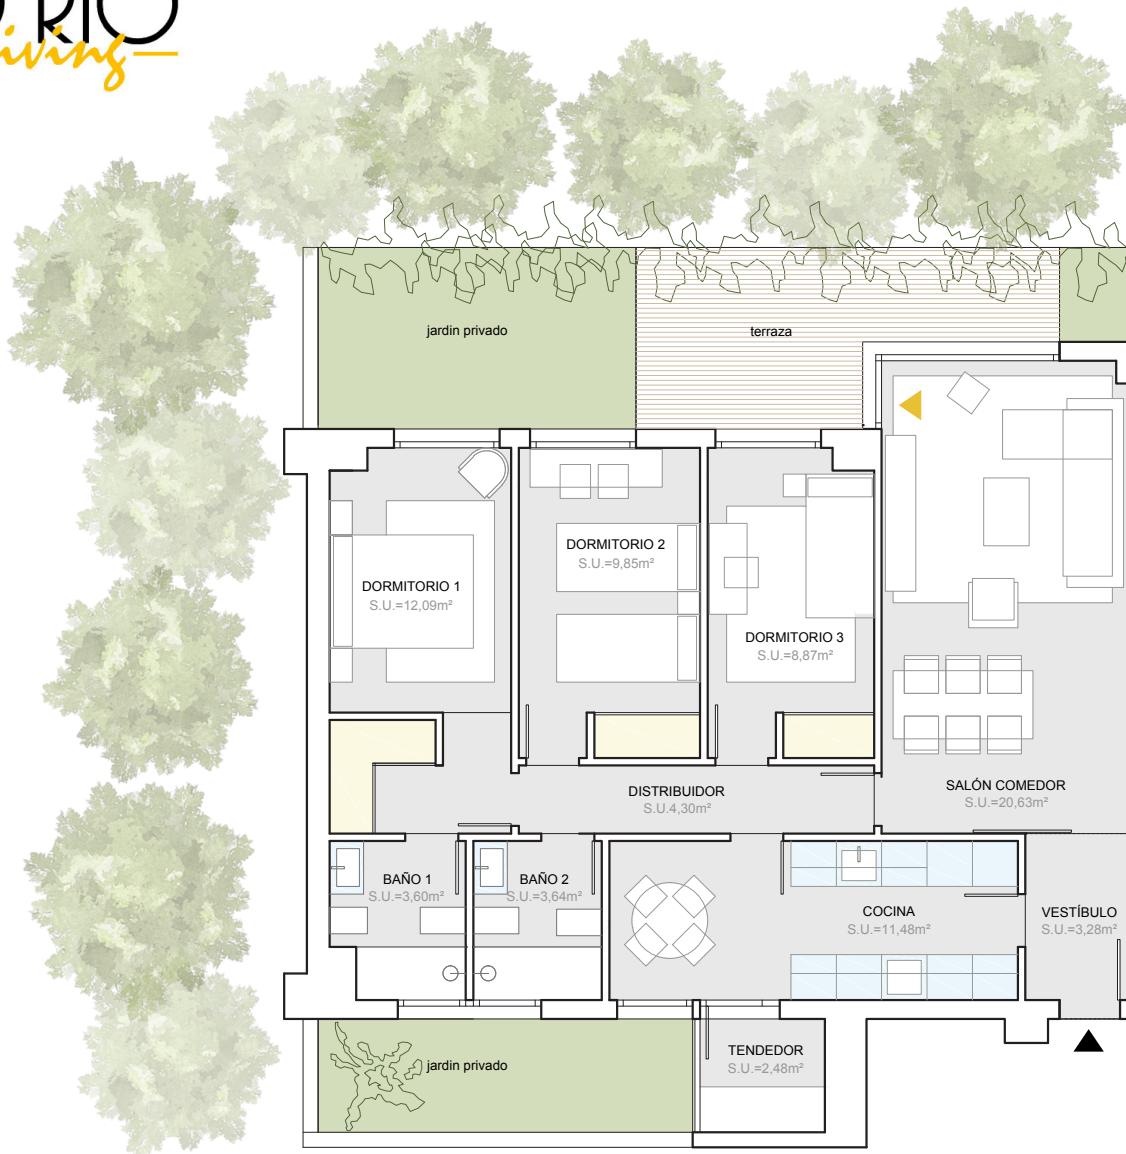 RIO
living
jardin privado
terraza
DORMITORIO 1
S.U.=12,09m²
DORMITORIO 2
S.U.=9,85m²
DORMITORIO 3
S.U.=8,87m²
DISTRIBUIDOR
S.U.4,30m²
SALÓN COMEDOR
S.U.=20,63m²
BAÑO 1
S.U.=3,60m²
BAÑO 2
S.U.=3,64m²
COCINA
S.U.=11,48m²
VESTÍBULO
S.U.=3,28m²
TENDEDOR
S.U.=2,48m²
jardin privado